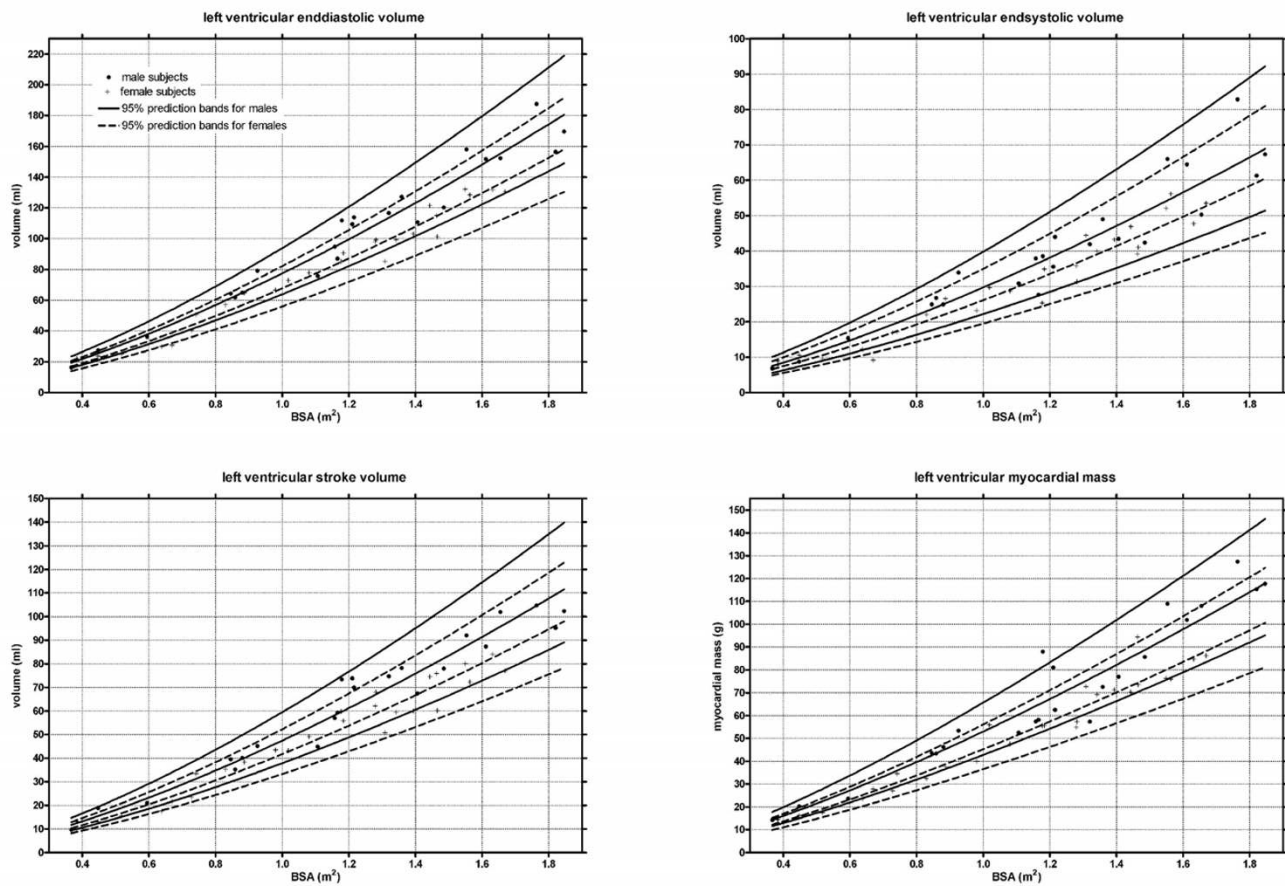 left ventricular enddiastolic volume
220
200
180
160
140
120
100
80
60
40
20
0
volume (ml)
male subjects
female subjects
95% prediction bands for males
95% prediction bands for females
0.4 0.6 0.8 1.0 1.2 1.4 1.6 1.8
BSA (m²)
left ventricular endsystolic volume
100
90
80
70
60
50
40
30
20
10
0
volume (ml)
0.4 0.6 0.8 1.0 1.2 1.4 1.6 1.8
BSA (m²)
left ventricular stroke volume
150
140
130
120
110
100
90
80
70
60
50
40
30
20
10
0
volume (ml)
0.4 0.6 0.8 1.0 1.2 1.4 1.6 1.8
BSA (m²)
left ventricular myocardial mass
150
140
130
120
110
100
90
80
70
60
50
40
30
20
10
0
myocardial mass (g)
0.4 0.6 0.8 1.0 1.2 1.4 1.6 1.8
BSA (m²)